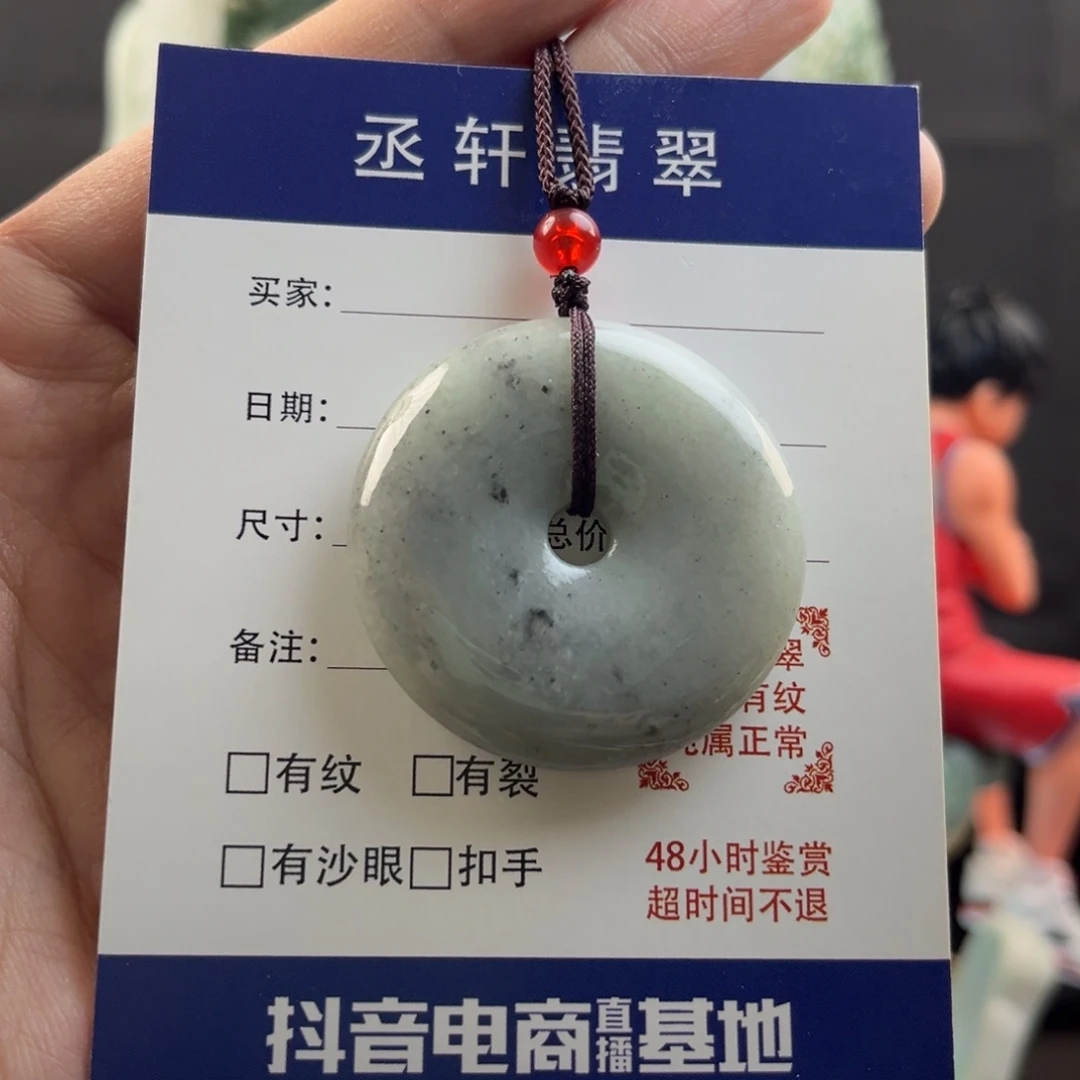 丞轩翡翠
买家:
日期:
尺寸:
总价
备注:
翠
有纹
属正常
□有纹 □有裂
□有沙眼□扣手
48小时鉴赏
超时间不退
抖音电商直播基地